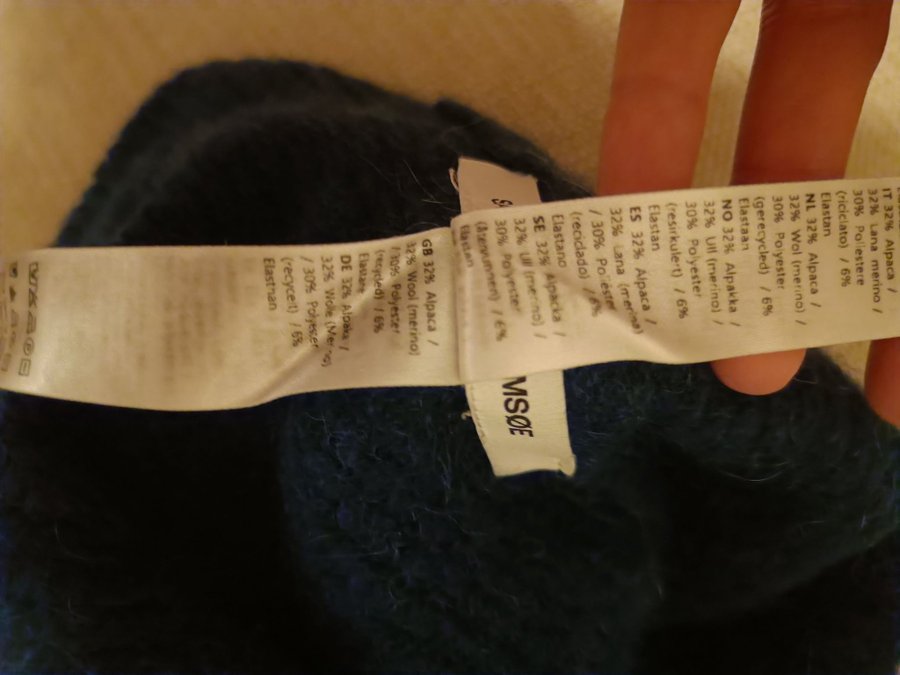 GB 32% Alpaca /
32% Wool (merino)
/ 30% Polyester
(recycled) / 6%
Elastane
DE 32% Alpaka /
32% Wolle (Merino)
/ 30% Polyester
(recycelt) / 6%
Elasthan
IT 32% Alpaca /
32% Lana merino /
30% Poliestere
(riciclato) / 6%
Elastan
NL 32% Alpaca /
32% Wol (merino) /
30% Polyester
(gerecycled) / 6%
Elastaan
NO 32% Alpakka /
32% Ull (merino) /
30% Polyester
(resirkulert) / 6%
Elastan
ES 32% Alpaca /
32% Lana (merina)
/ 30% Poliéster
(reciclado) / 6%
Elastano
SE 32% Alpacka /
32% Ull (merino) /
30% Polyester
(återvunnen) / 6%
Elastan
S
MSØE